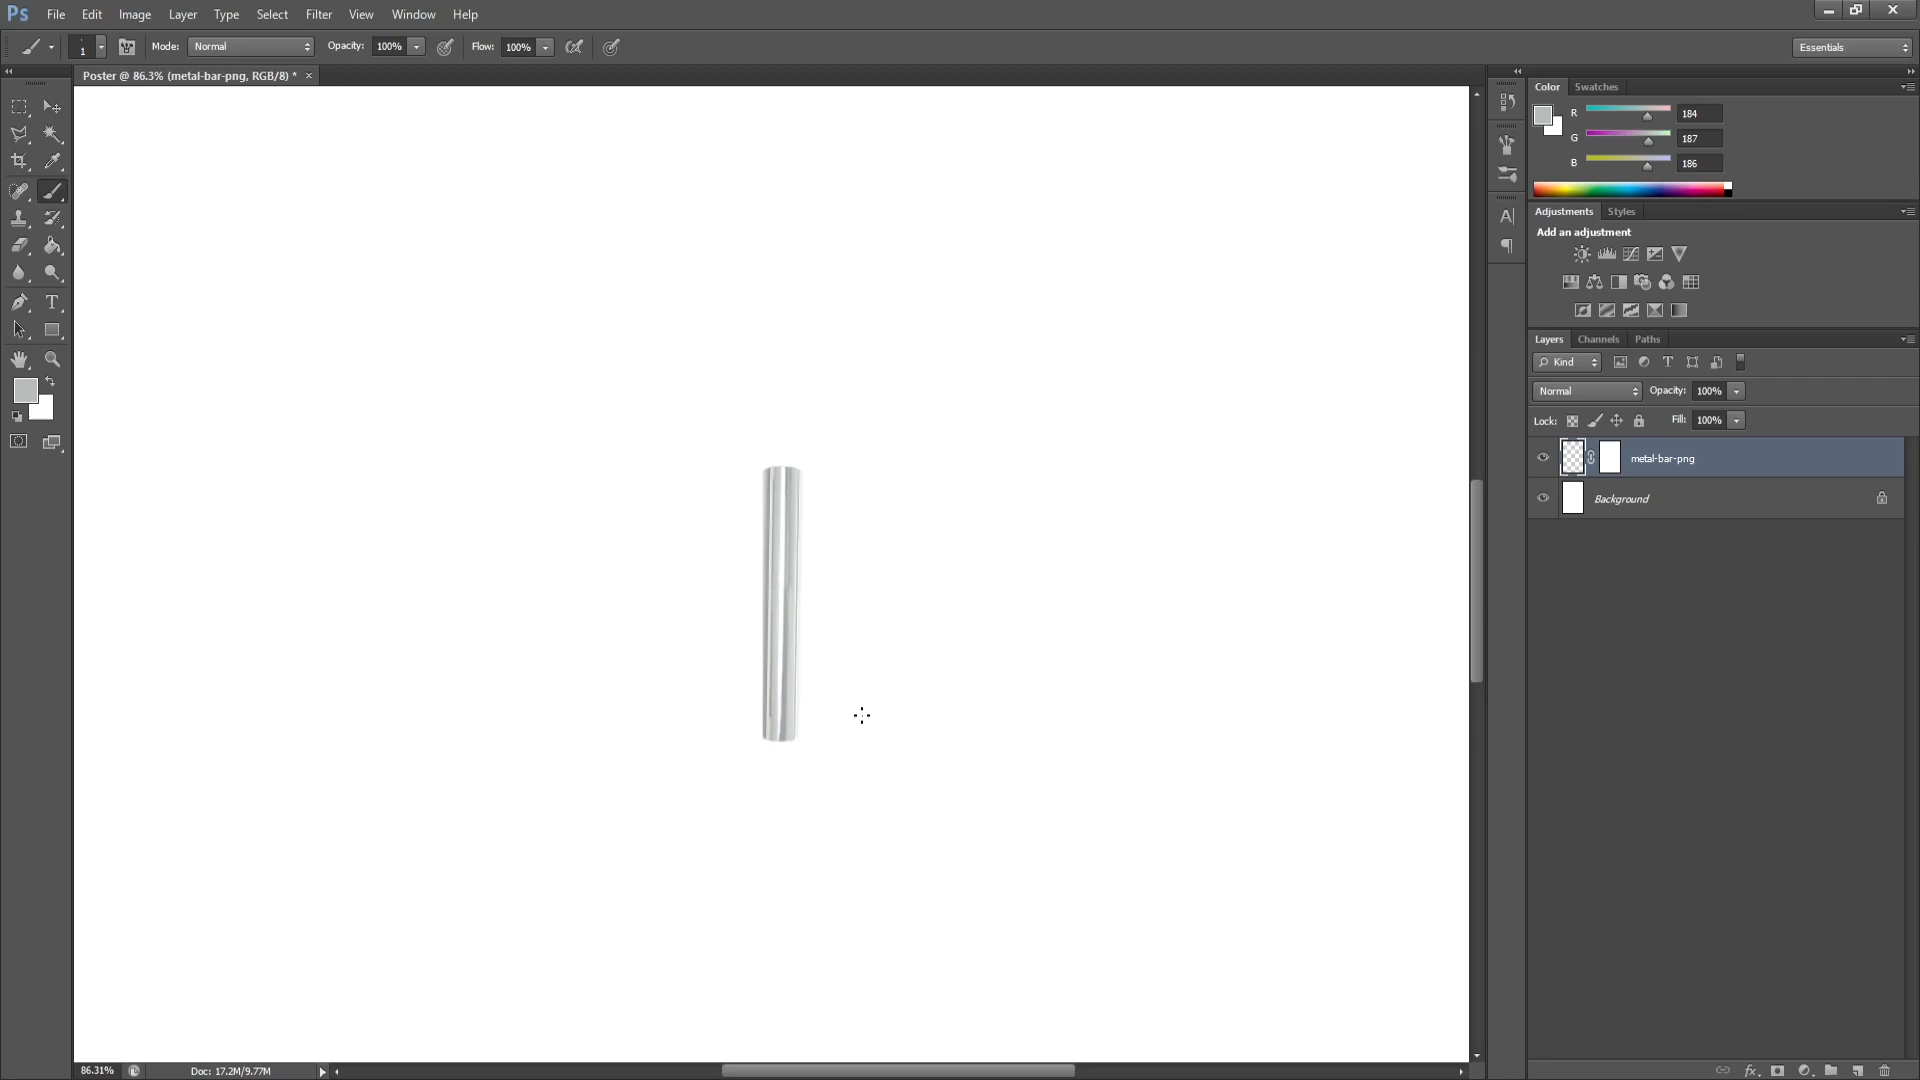 Ps File Edit Image Layer Type Select Filter View Window Help
1 Mode: Normal Opacity: 100% Flow: 100% Essentials
Poster @ 86.3% (metal-bar-png, RGB/8) * ×
Color Swatches
R 184
G 187
B 186
Adjustments Styles
Add an adjustment
Layers Channels Paths
Kind
Normal Opacity: 100%
Lock: Fill: 100%
metal-bar-png
Background
86.31% Doc: 17.2M/9.77M